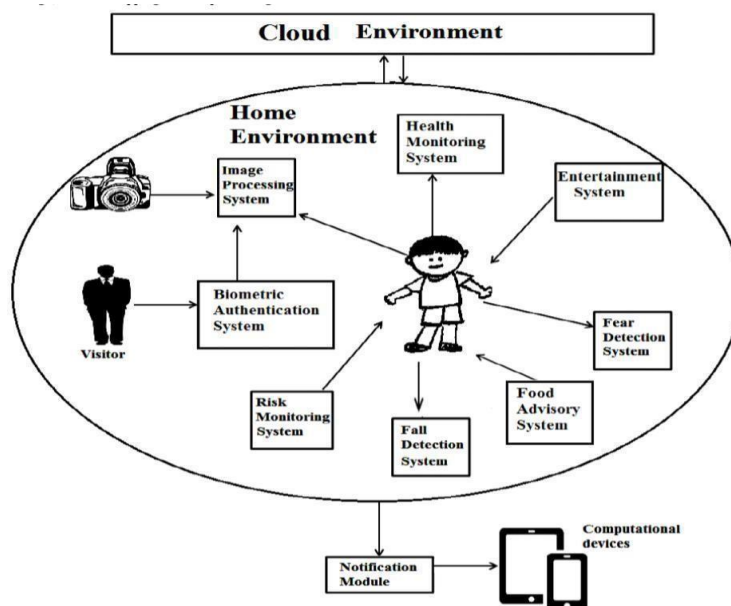 Cloud Environment
Home
Environment
Health
Monitoring
System
Image
Processing
System
Entertainment
System
Biometric
Authentication
System
Visitor
Fear
Detection
System
Risk
Monitoring
System
Food
Advisory
System
Fall
Detection
System
Computational
devices
Notification
Module